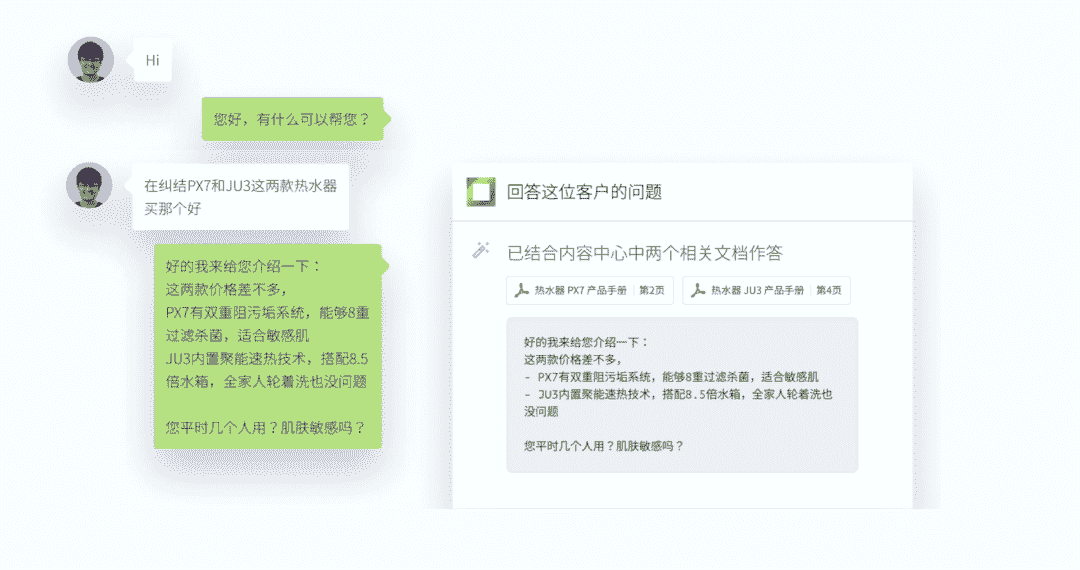 Hi
您好，有什么可以帮您？
在纠结PX7和JU3这两款热水器
买那个好
好的我来给您介绍一下：
这两款价格差不多，
PX7有双重阻污垢系统，能够8重
过滤杀菌，适合敏感肌
JU3内置聚能速热技术，搭配8.5
倍水箱，全家人轮着洗也没问题
您平时几个人用？肌肤敏感吗？
回答这位客户的问题
已结合内容中心中两个相关文档作答
热水器 PX7 产品手册 第2页
热水器 JU3 产品手册 第4页
好的我来给您介绍一下：
这两款价格差不多，
- PX7有双重阻污垢系统，能够8重过滤杀菌，适合敏感肌
- JU3内置聚能速热技术，搭配8.5倍水箱，全家人轮着洗也
没问题
您平时几个人用？肌肤敏感吗？